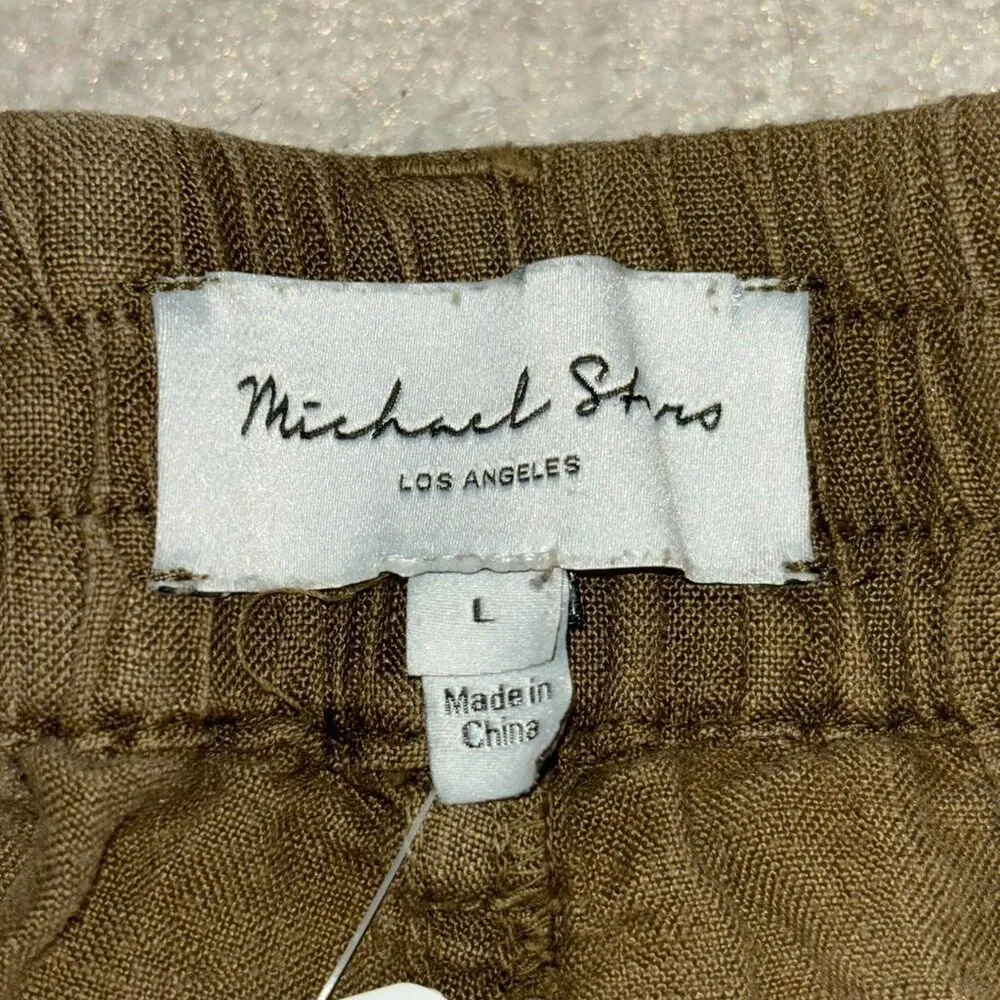 Michael Stars
LOS ANGELES
L
Made in
China